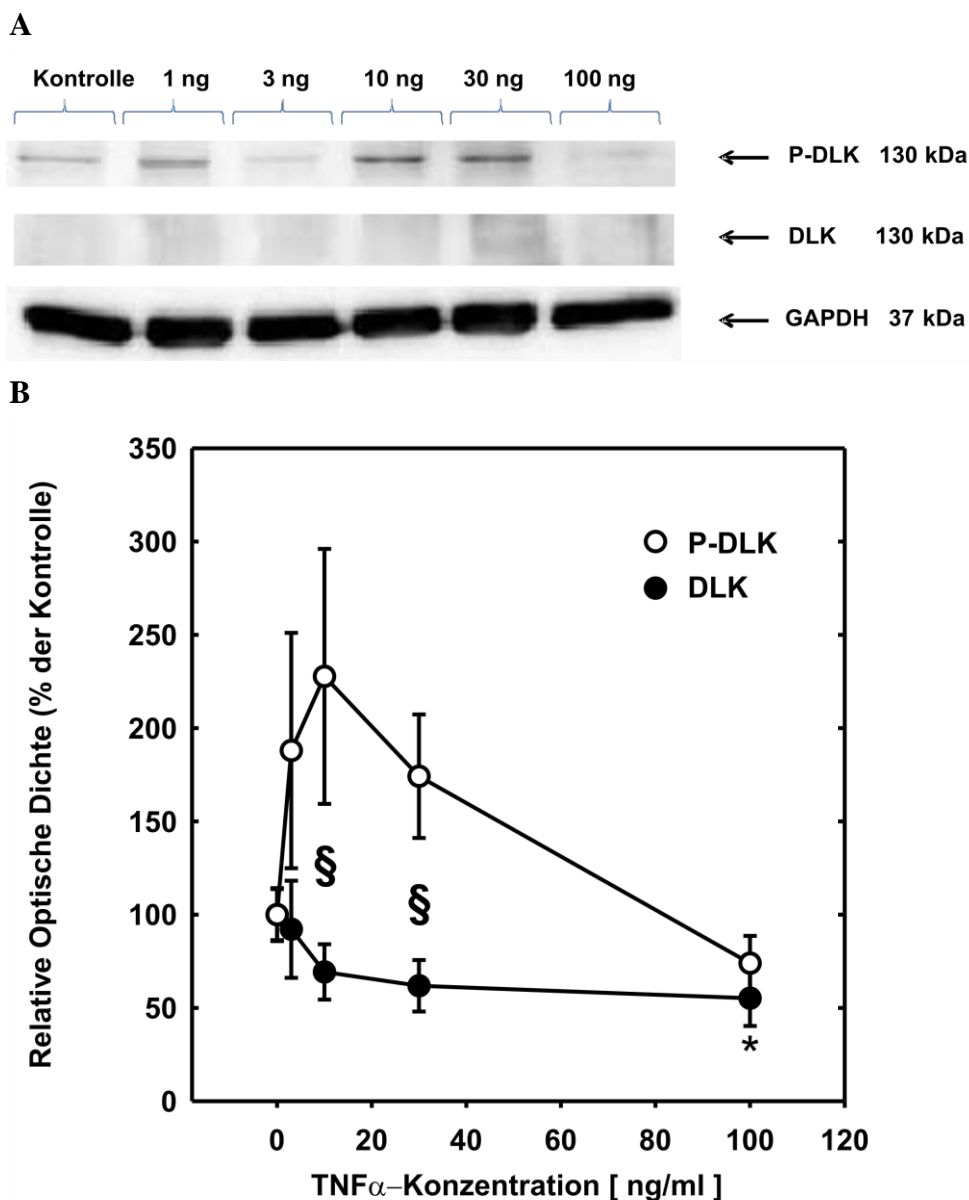 A
Kontrolle 1 ng 3 ng 10 ng 30 ng 100 ng
P-DLK 130 kDa
DLK 130 kDa
GAPDH 37 kDa
B
350
300
250
200
150
100
50
0
Relative Optische Dichte (% der Kontrolle)
P-DLK
DLK
§
§
*
0 20 40 60 80 100 120
TNFα–Konzentration [ ng/ml ]